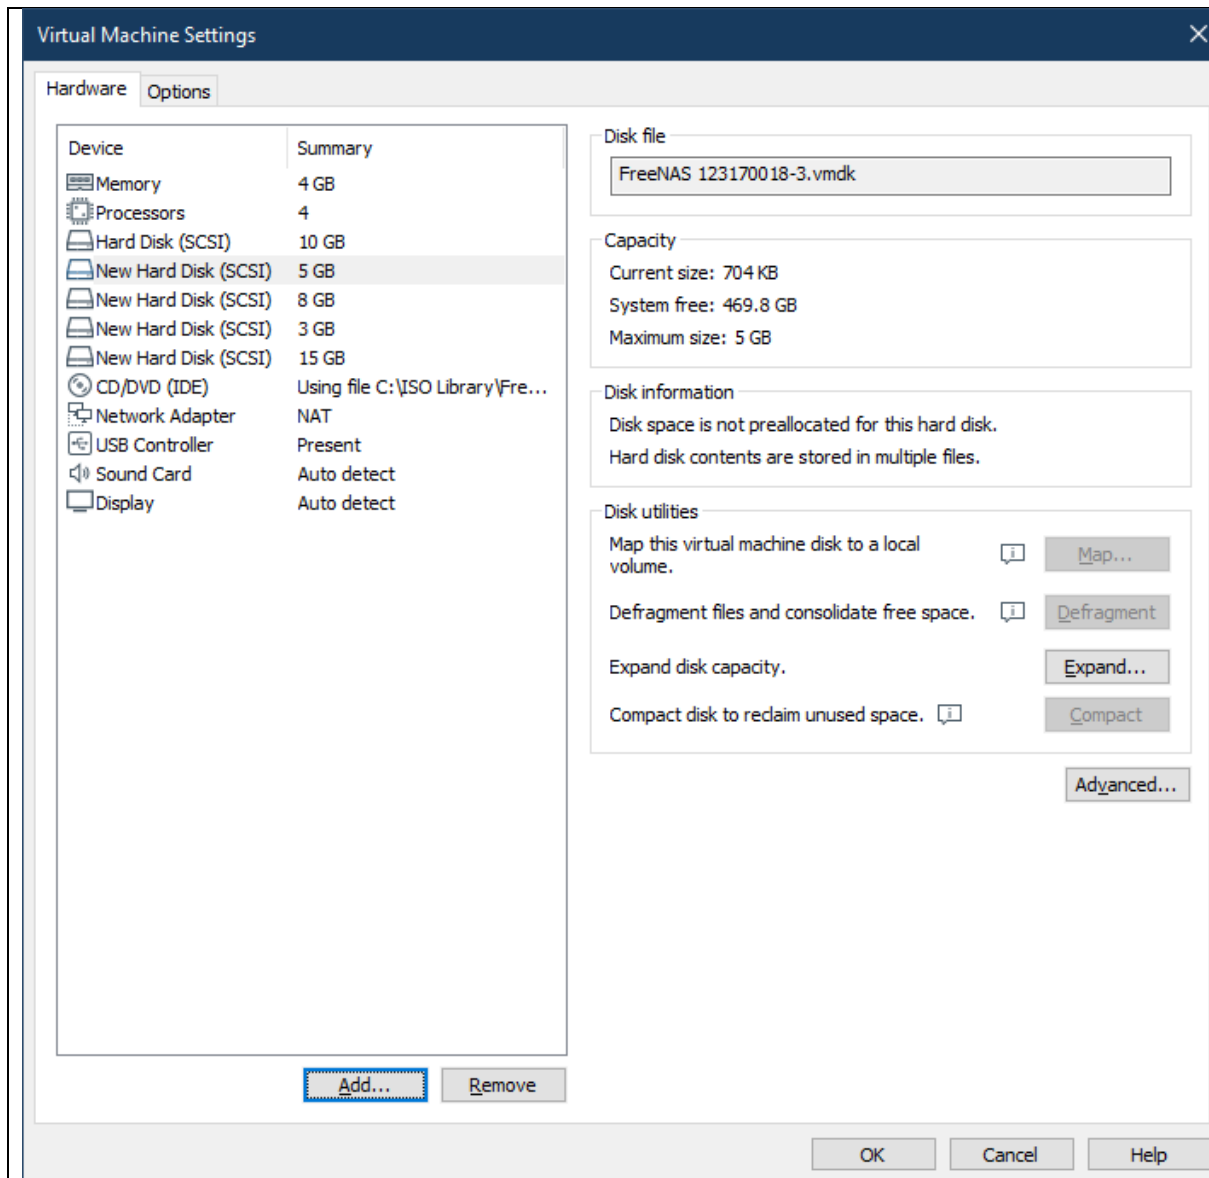 Virtual Machine Settings
Hardware Options
Device Summary
Memory 4 GB
Processors 4
Hard Disk (SCSI) 10 GB
New Hard Disk (SCSI) 5 GB
New Hard Disk (SCSI) 8 GB
New Hard Disk (SCSI) 3 GB
New Hard Disk (SCSI) 15 GB
CD/DVD (IDE) Using file C:\ISO Library\Fre...
Network Adapter NAT
USB Controller Present
Sound Card Auto detect
Display Auto detect
Add... Remove
Disk file
FreeNAS 123170018-3.vmdk
Capacity
Current size: 704 KB
System free: 469.8 GB
Maximum size: 5 GB
Disk information
Disk space is not preallocated for this hard disk.
Hard disk contents are stored in multiple files.
Disk utilities
Map this virtual machine disk to a local
volume.
Map...
Defragment files and consolidate free space. Defragment
Expand disk capacity. Expand...
Compact disk to reclaim unused space. Compact
Advanced...
OK Cancel Help